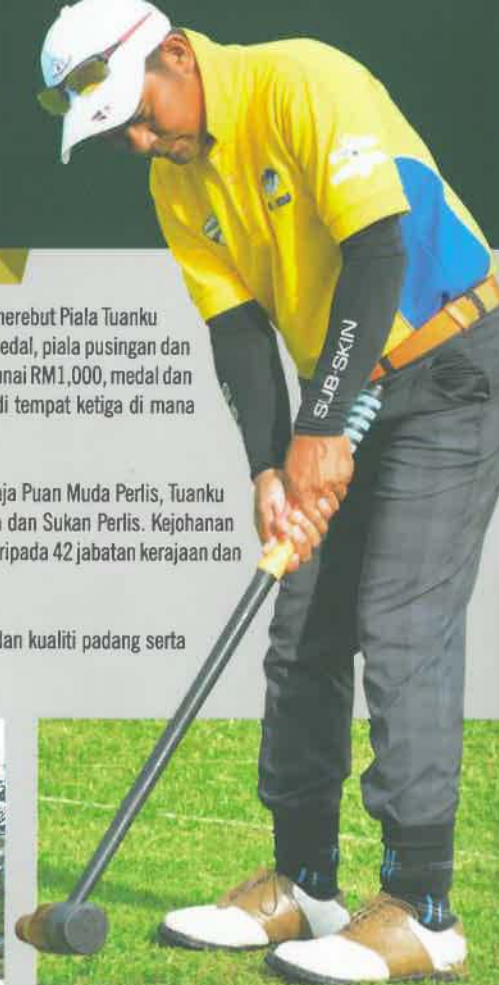 nerebut Piala Tuanku
edal, piala pusingan dan
nai RM1,000, medal dan
di tempat ketiga di mana
ja Puan Muda Perlis, Tuanku
dan Sukan Perlis. Kejohanan
ripada 42 jabatan kerajaan dan
dan kualiti padang serta
SUB-SKIN